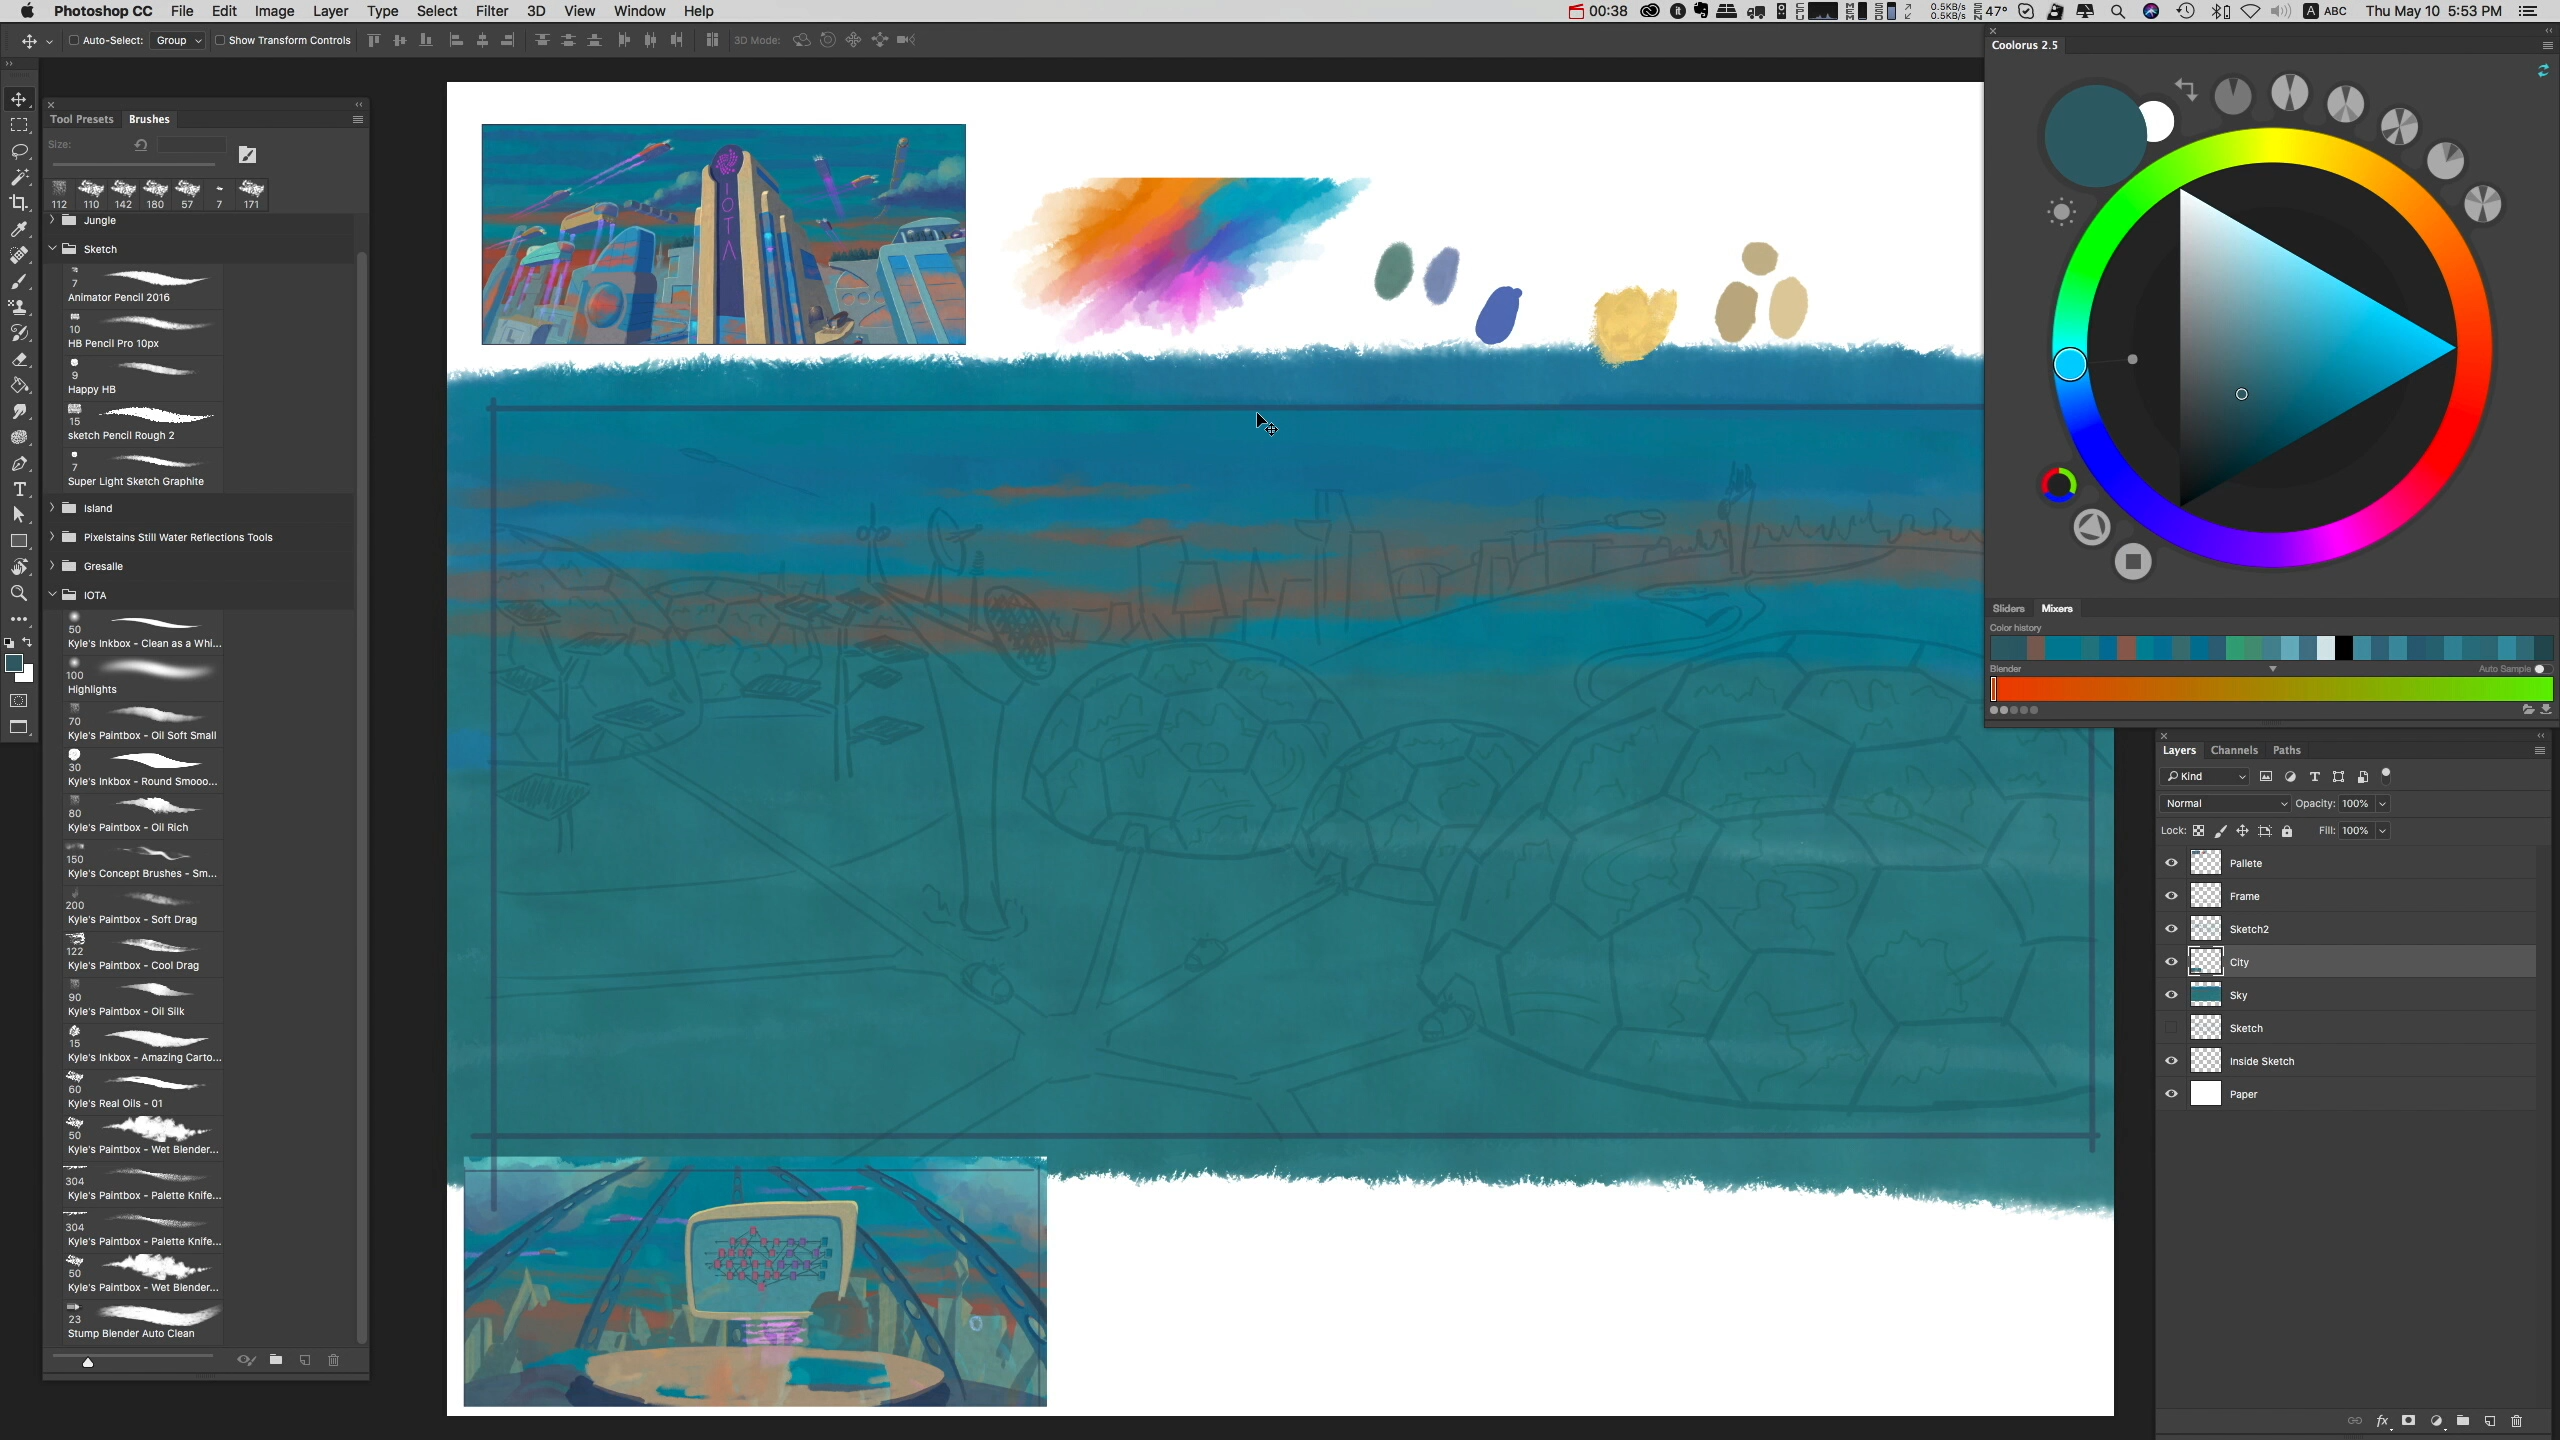 Photoshop CC File Edit Image Layer Type Select Filter 3D View Window Help 00:38 0.5KB/s 0.5KB/s 47° ABC Thu May 10 5:53 PM
Auto-Select: Group Show Transform Controls 3D Mode:
Tool Presets Brushes
Size:
112 110 142 180 57 7 171
Jungle
Sketch
7
Animator Pencil 2016
10
HB Pencil Pro 10px
9
Happy HB
15
sketch Pencil Rough 2
7
Super Light Sketch Graphite
Island
Pixelstains Still Water Reflections Tools
Gresalle
IOTA
50
Kyle's Inkbox - Clean as a Whi...
100
Highlights
70
Kyle's Paintbox - Oil Soft Small
30
Kyle's Inkbox - Round Smooo...
80
Kyle's Paintbox - Oil Rich
150
Kyle's Concept Brushes - Sm...
200
Kyle's Paintbox - Soft Drag
122
Kyle's Paintbox - Cool Drag
90
Kyle's Paintbox - Oil Silk
15
Kyle's Inkbox - Amazing Carto...
60
Kyle's Real Oils - 01
50
Kyle's Paintbox - Wet Blender...
304
Kyle's Paintbox - Palette Knife...
304
Kyle's Paintbox - Palette Knife...
50
Kyle's Paintbox - Wet Blender...
23
Stump Blender Auto Clean
IOTA
Coolorus 2.5
Sliders Mixers
Color history
Blender Auto Sample
Layers Channels Paths
Kind
Normal Opacity: 100%
Lock: Fill: 100%
Pallete
Frame
Sketch2
City
Sky
Sketch
Inside Sketch
Paper
fx